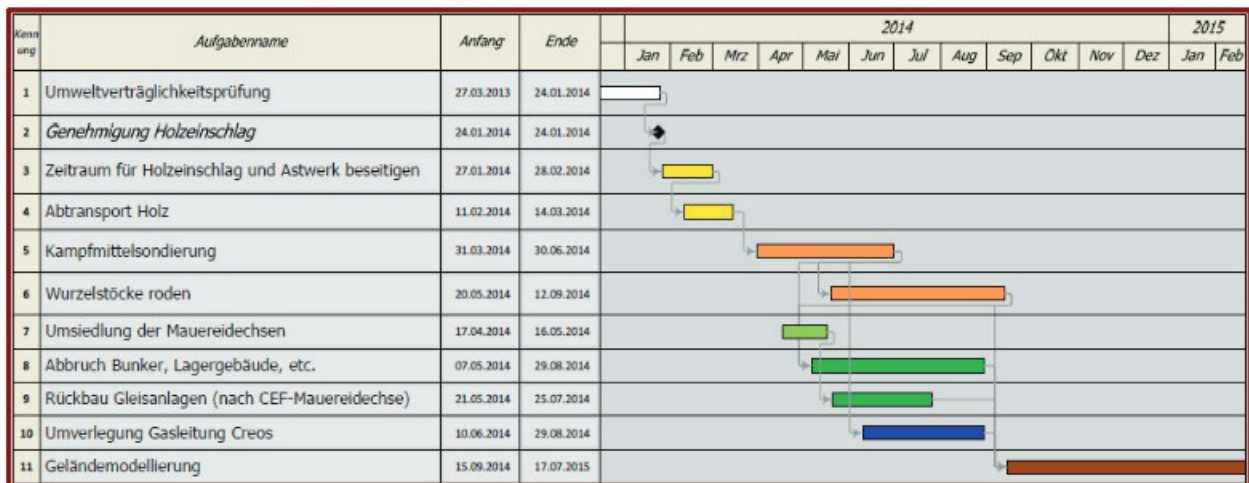 Kenn ung Aufgabenname Anfang Ende 2014 2015
Jan Feb Mrz Apr Mai Jun Jul Aug Sep Okt Nov Dez Jan Feb
1 Umweltverträglichkeitsprüfung 27.03.2013 24.01.2014
2 Genehmigung Holzeinschlag 24.01.2014 24.01.2014
3 Zeitraum für Holzeinschlag und Astwerk beseitigen 27.01.2014 28.02.2014
4 Abtransport Holz 11.02.2014 14.03.2014
5 Kampfmittelsondierung 31.03.2014 30.06.2014
6 Wurzelstöcke roden 20.05.2014 12.09.2014
7 Umsiedlung der Mauereidechsen 17.04.2014 16.05.2014
8 Abbruch Bunker, Lagergebäude, etc. 07.05.2014 29.08.2014
9 Rückbau Gleisanlagen (nach CEF-Mauereidechse) 21.05.2014 25.07.2014
10 Umverlegung Gasleitung Creos 10.06.2014 29.08.2014
11 Geländemodellierung 15.09.2014 17.07.2015